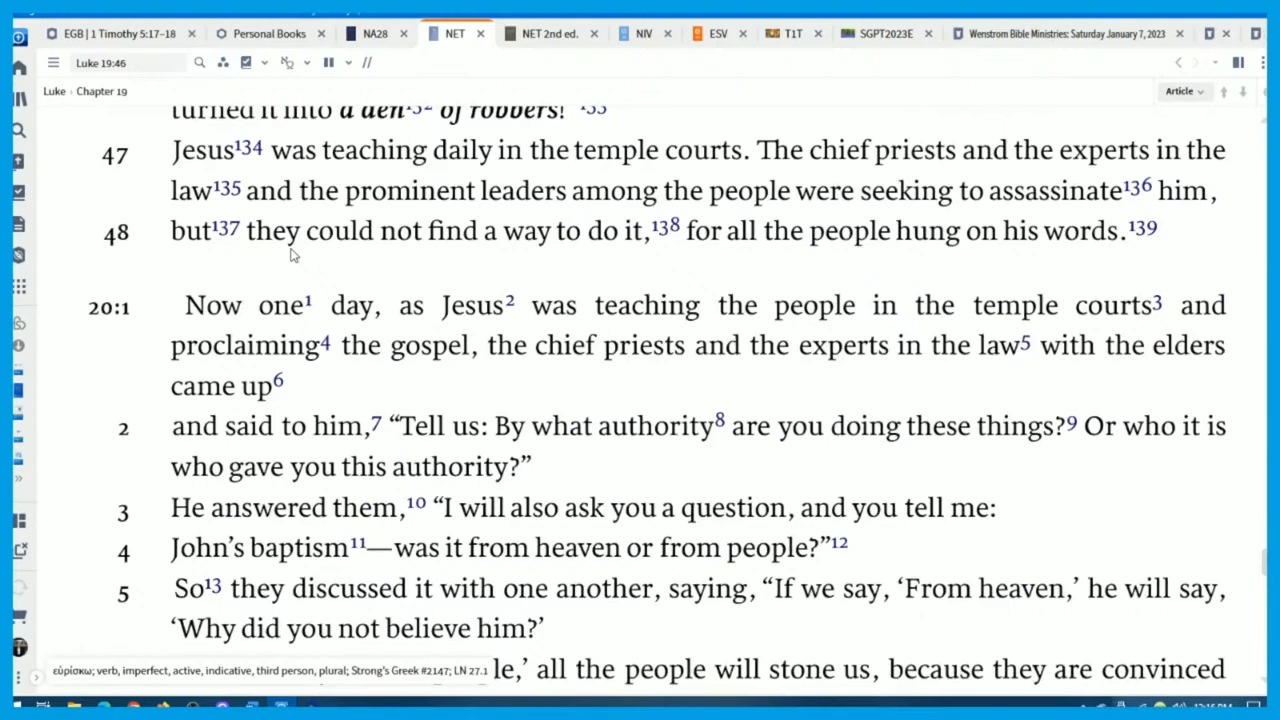 EGB | 1 Timothy 5:17–18 Personal Books NA28 NET NET 2nd ed. NIV ESV T1T SGPT2023E Wenstrom Bible Ministries: Saturday January 7, 2023
Luke 19:46
Luke › Chapter 19 Article
turned it into a den132 of robbers!” 133
47 Jesus134 was teaching daily in the temple courts. The chief priests and the experts in the
law135 and the prominent leaders among the people were seeking to assassinate136 him,
48 but137 they could not find a way to do it,138 for all the people hung on his words.139
20:1 Now one1 day, as Jesus2 was teaching the people in the temple courts3 and
proclaiming4 the gospel, the chief priests and the experts in the law5 with the elders
came up6
2 and said to him,7 “Tell us: By what authority8 are you doing these things?9 Or who it is
who gave you this authority?”
3 He answered them,10 “I will also ask you a question, and you tell me:
4 John’s baptism11—was it from heaven or from people?”12
5 So13 they discussed it with one another, saying, “If we say, ‘From heaven,’ he will say,
‘Why did you not believe him?’
le,’ all the people will stone us, because they are convinced
εὑρίσκω; verb, imperfect, active, indicative, third person, plural; Strong's Greek #2147; LN 27.1
12:16 PM